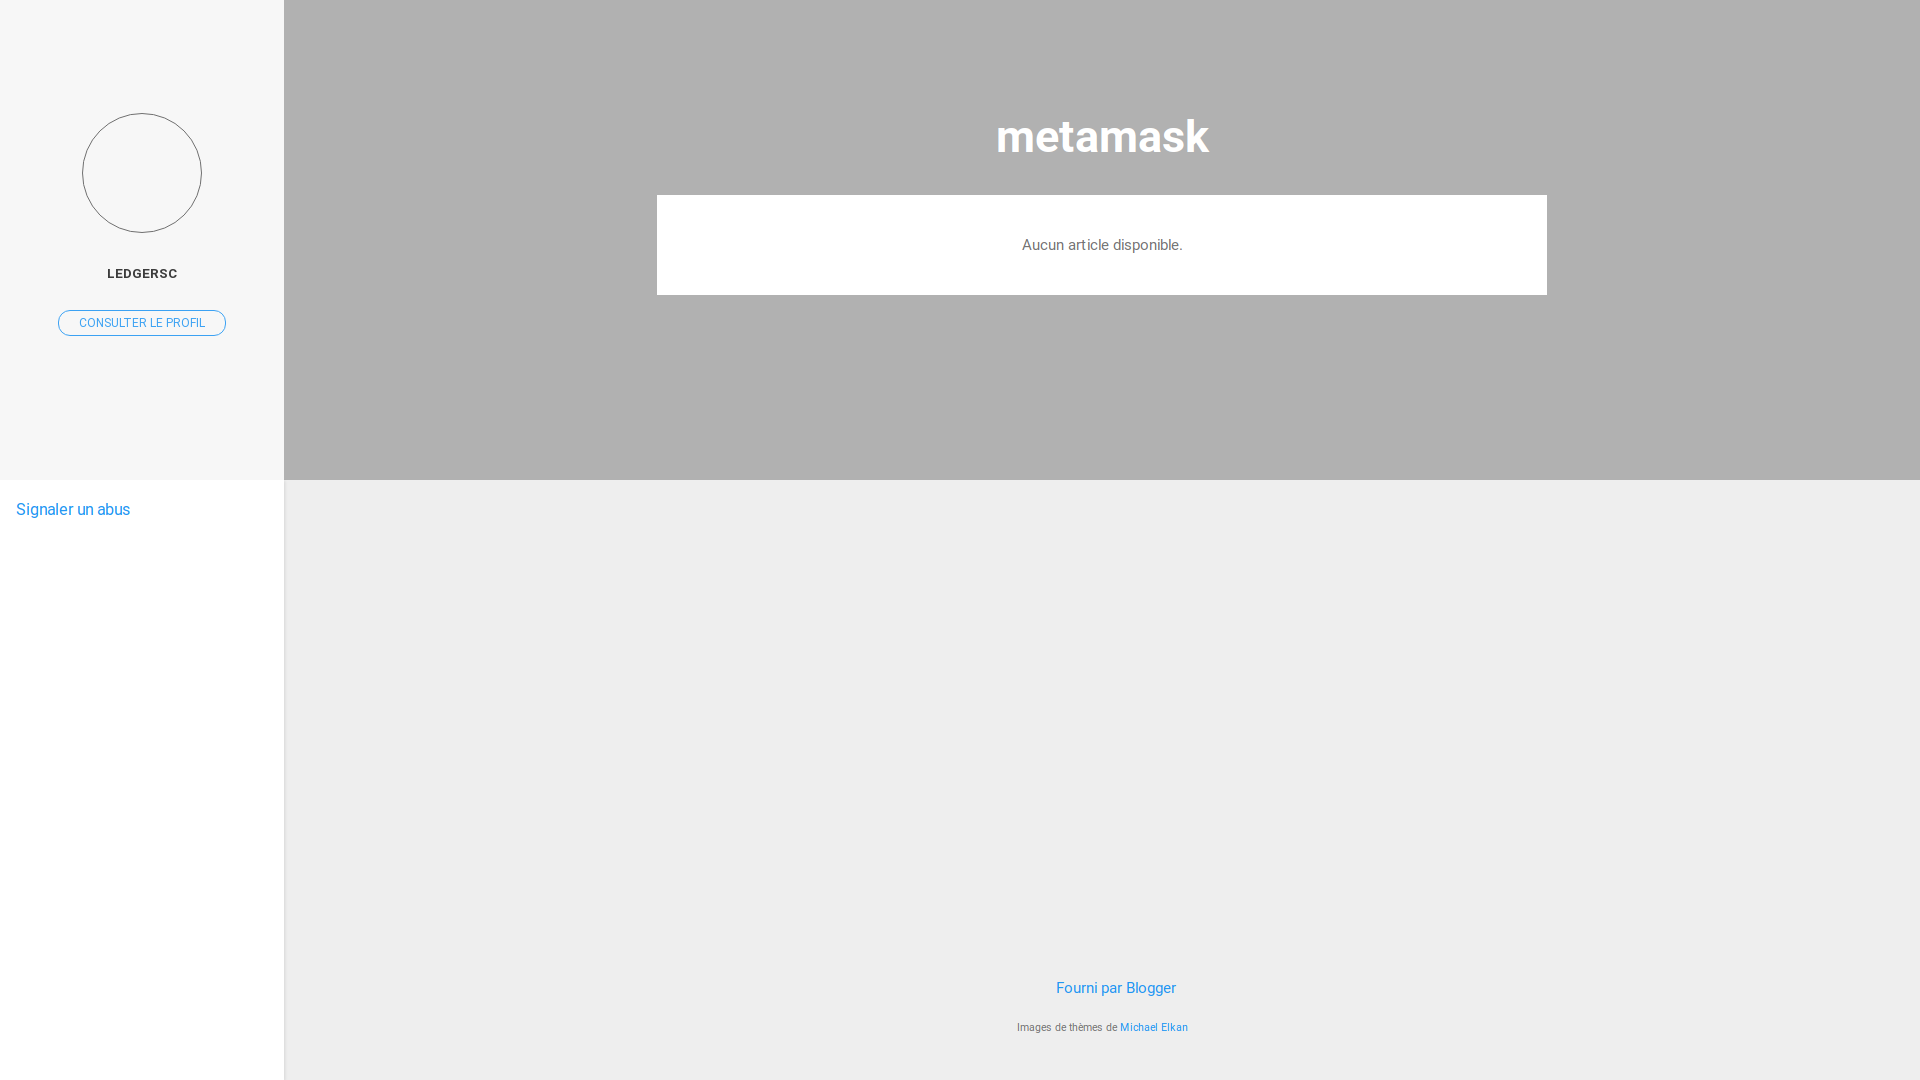 LEDGERSC
CONSULTER LE PROFIL
Signaler un abus
metamask
Aucun article disponible.
Fourni par Blogger
Images de thèmes de Michael Elkan